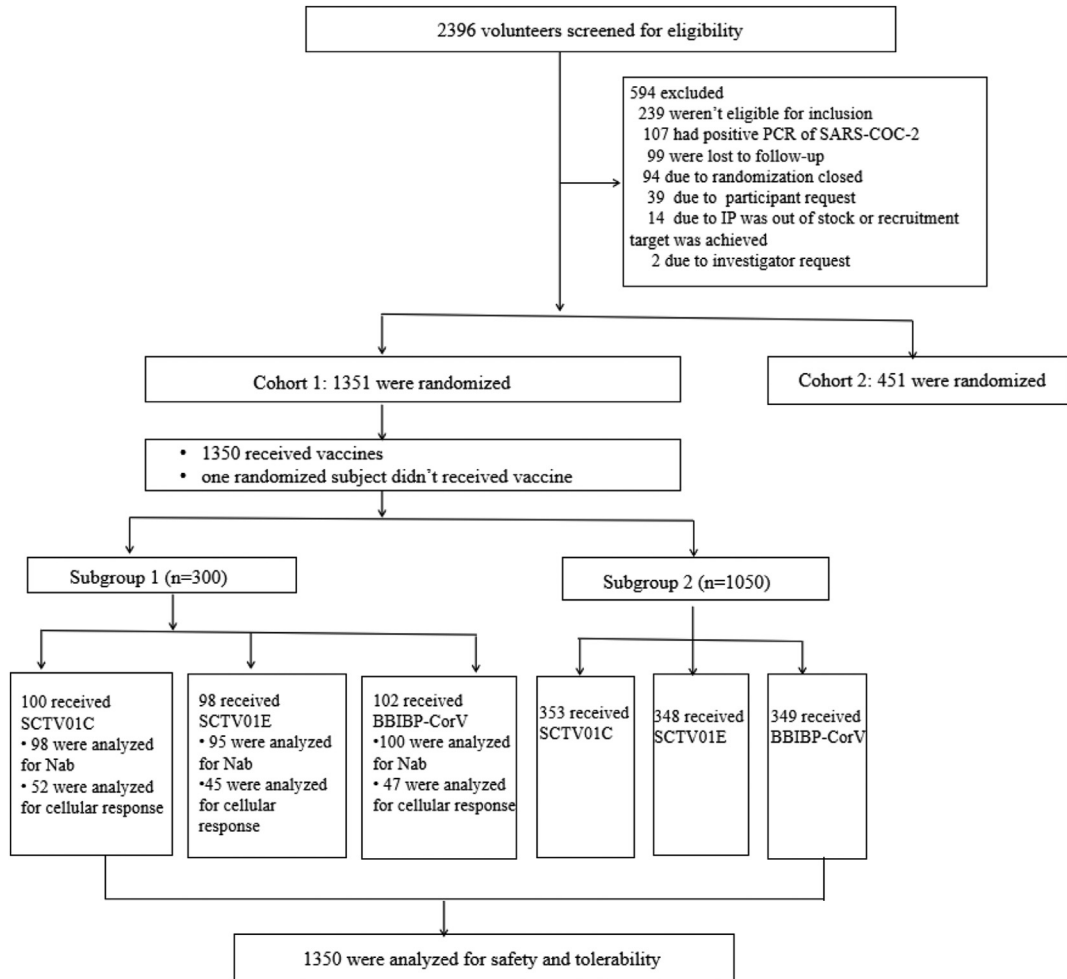 2396 volunteers screened for eligibility
594 excluded
239 weren't eligible for inclusion
107 had positive PCR of SARS-COC-2
99 were lost to follow-up
94 due to randomization closed
39 due to participant request
14 due to IP was out of stock or recruitment
target was achieved
2 due to investigator request
Cohort 1: 1351 were randomized
Cohort 2: 451 were randomized
• 1350 received vaccines
• one randomized subject didn't received vaccine
Subgroup 1 (n=300)
Subgroup 2 (n=1050)
100 received
SCTV01C
• 98 were analyzed
for Nab
• 52 were analyzed
for cellular response
98 received
SCTV01E
• 95 were analyzed
for Nab
•45 were analyzed
for cellular
response
102 received
BBIBP-CorV
•100 were analyzed
for Nab
• 47 were analyzed
for cellular response
353 received
SCTV01C
348 received
SCTV01E
349 received
BBIBP-CorV
1350 were analyzed for safety and tolerability